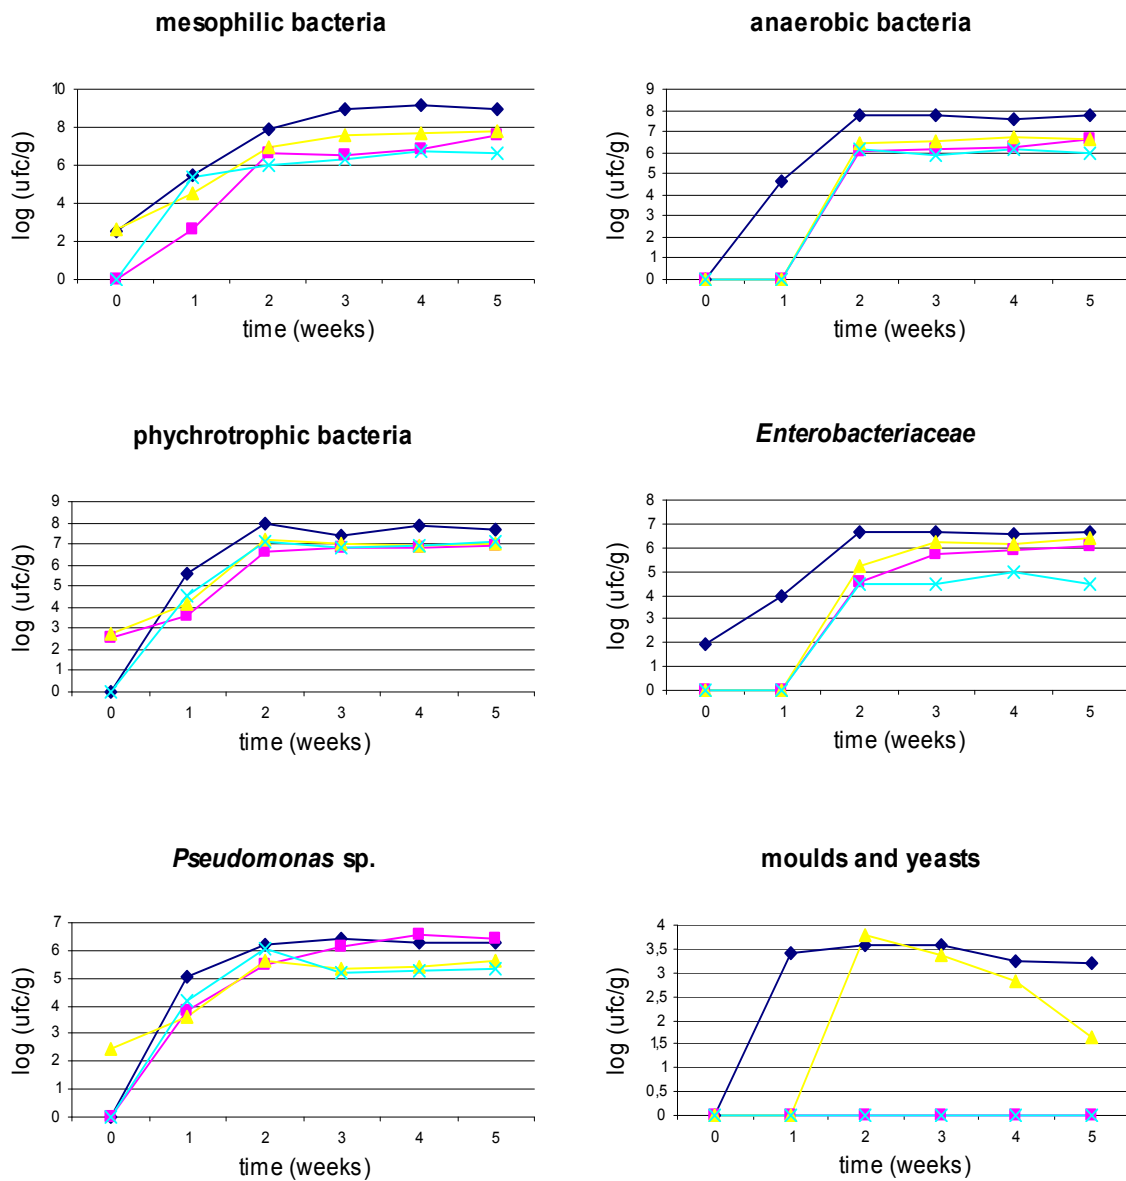 mesophilic bacteria
log (ufc/g)
10
8
6
4
2
0
0 1 2 3 4 5
time (weeks)
anaerobic bacteria
log (ufc/g)
9
8
7
6
5
4
3
2
1
0
0 1 2 3 4 5
time (weeks)
phychrotrophic bacteria
log (ufc/g)
9
8
7
6
5
4
3
2
1
0
0 1 2 3 4 5
time (weeks)
Enterobacteriaceae
log (ufc/g)
8
7
6
5
4
3
2
1
0
0 1 2 3 4 5
time (weeks)
Pseudomonas sp.
log (ufc/g)
7
6
5
4
3
2
1
0
0 1 2 3 4 5
time (weeks)
moulds and yeasts
log (ufc/g)
4
3,5
3
2,5
2
1,5
1
0,5
0
0 1 2 3 4 5
time (weeks)